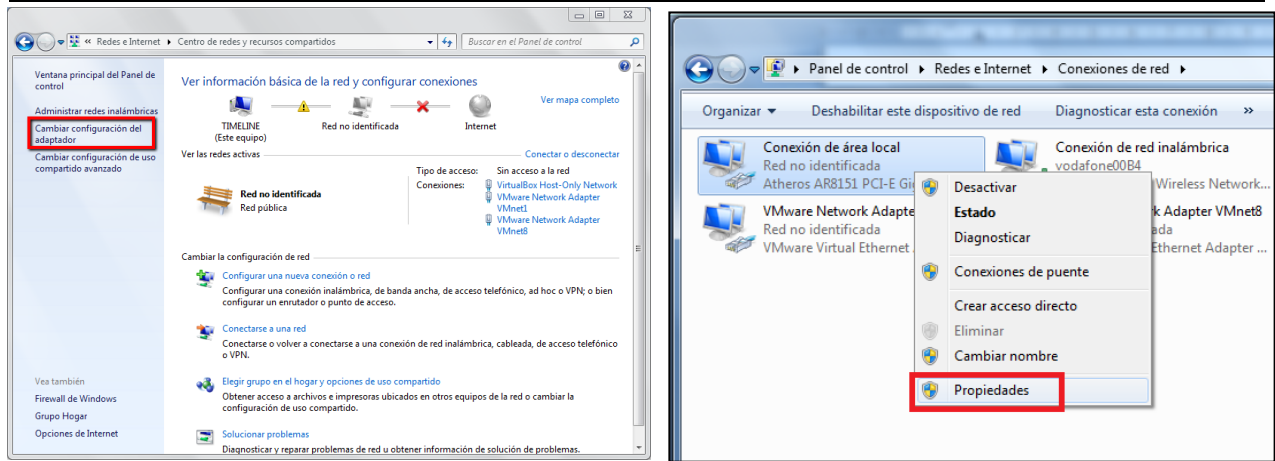 « Redes e Internet ▸ Centro de redes y recursos compartidos
Buscar en el Panel de control
Ventana principal del Panel de
control
Administrar redes inalámbricas
Cambiar configuración del
adaptador
Cambiar configuración de uso
compartido avanzado
Vea también
Firewall de Windows
Grupo Hogar
Opciones de Internet
Ver información básica de la red y configurar conexiones
Ver mapa completo
TIMELINE
(Este equipo)
Red no identificada
Internet
Ver las redes activas
Conectar o desconectar
Red no identificada
Red pública
Tipo de acceso: Sin acceso a la red
Conexiones: VirtualBox Host-Only Network
VMware Network Adapter
VMnet1
VMware Network Adapter
VMnet8
Cambiar la configuración de red
Configurar una nueva conexión o red
Configurar una conexión inalámbrica, de banda ancha, de acceso telefónico, ad hoc o VPN; o bien
configurar un enrutador o punto de acceso.
Conectarse a una red
Conectarse o volver a conectarse a una conexión de red inalámbrica, cableada, de acceso telefónico
o VPN.
Elegir grupo en el hogar y opciones de uso compartido
Obtener acceso a archivos e impresoras ubicados en otros equipos de la red o cambiar la
configuración de uso compartido.
Solucionar problemas
Diagnosticar y reparar problemas de red u obtener información de solución de problemas.
▸ Panel de control ▸ Redes e Internet ▸ Conexiones de red ▸
Organizar Deshabilitar este dispositivo de red Diagnosticar esta conexión »
Conexión de área local
Red no identificada
Atheros AR8151 PCI-E Gi
Conexión de red inalámbrica
vodafone00B4
Wireless Network...
VMware Network Adapte
Red no identificada
VMware Virtual Ethernet
k Adapter VMnet8
ada
Ethernet Adapter ...
Desactivar
Estado
Diagnosticar
Conexiones de puente
Crear acceso directo
Eliminar
Cambiar nombre
Propiedades